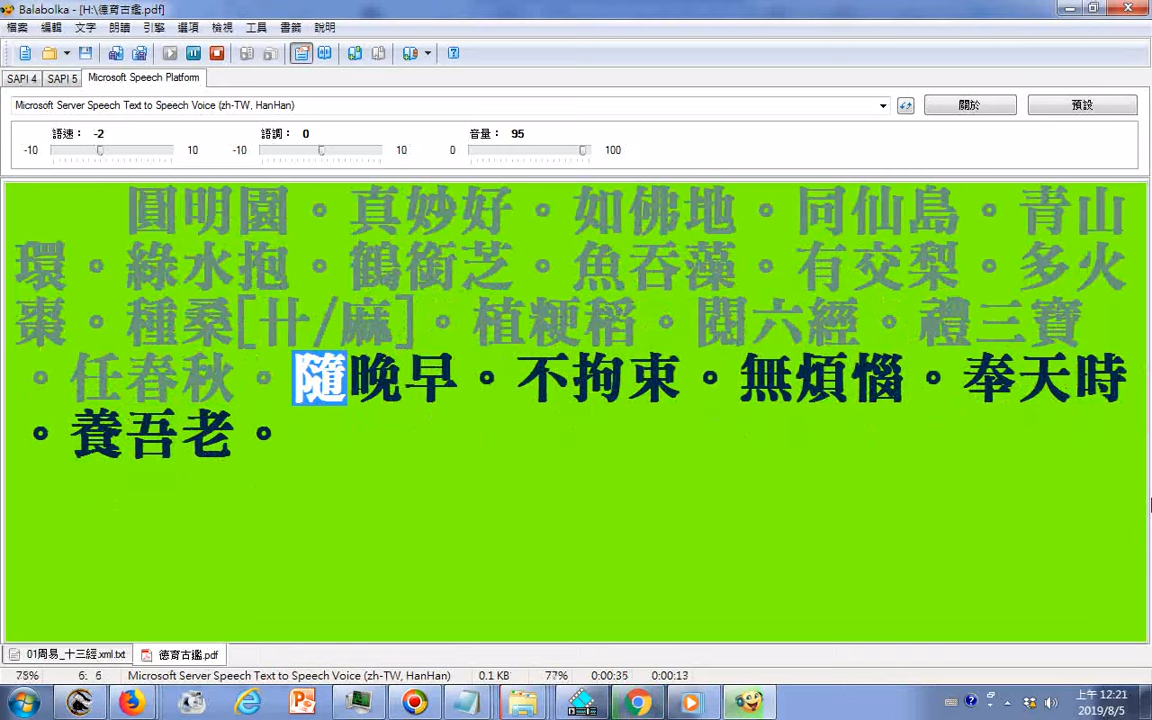 Balabolka - [H:\德育古鑑.pdf]
檔案 編輯 文字 朗讀 引擎 選項 檢視 工具 書籤 說明
SAPI 4 SAPI 5 Microsoft Speech Platform
Microsoft Server Speech Text to Speech Voice (zh-TW, HanHan) 關於 預設
語速： -2 語調： 0 音量： 95
-10 10 -10 10 0 100
圓明園。真妙好。如佛地。同仙島。青山
環。綠水抱。鶴銜芝。魚吞藻。有交梨。多火
棗。種桑[廿/麻]。植粳稻。閱六經。禮三寶
。任春秋。隨晚早。不拘束。無煩惱。奉天時
。養吾老。
01周易_十三經.xml.txt 德育古鑑.pdf
78% 6: 6 Microsoft Server Speech Text to Speech Voice (zh-TW, HanHan) 0.1 KB 77% 0:00:35 0:00:13
上午 12:21
2019/8/5